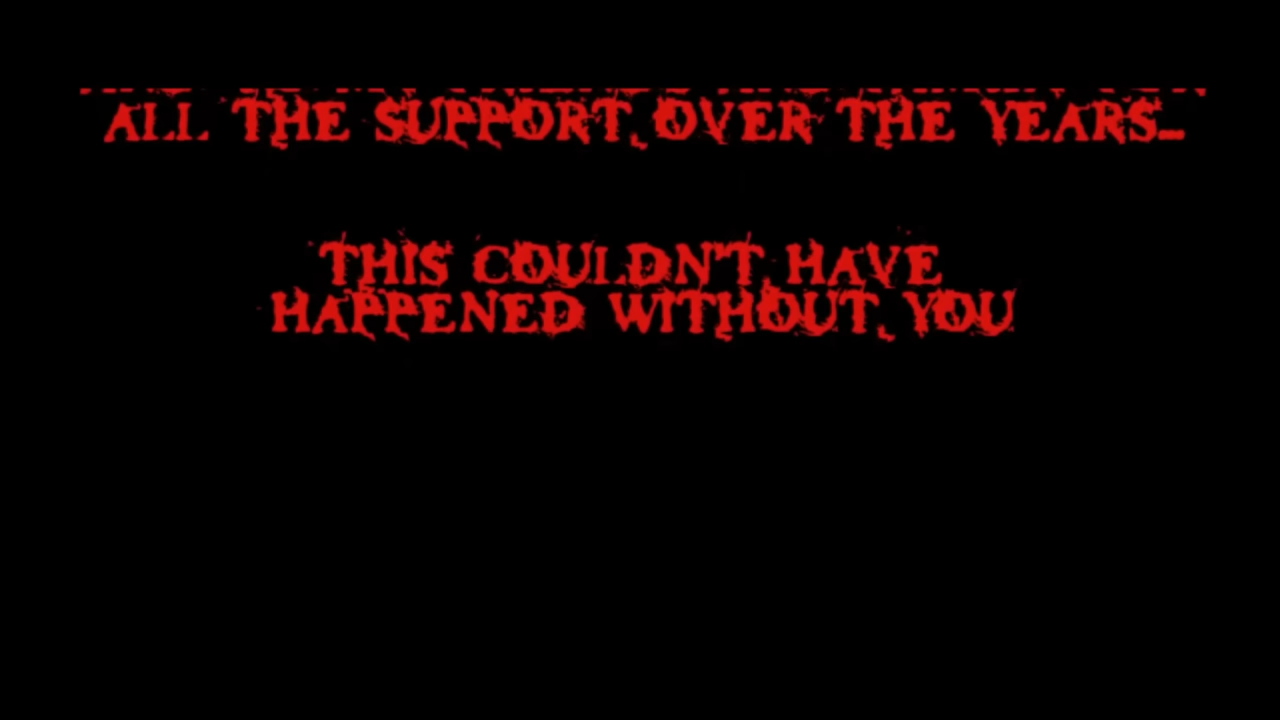 ALL THE SUPPORT OVER THE YEARS...
THIS COULDN'T HAVE
HAPPENED WITHOUT YOU